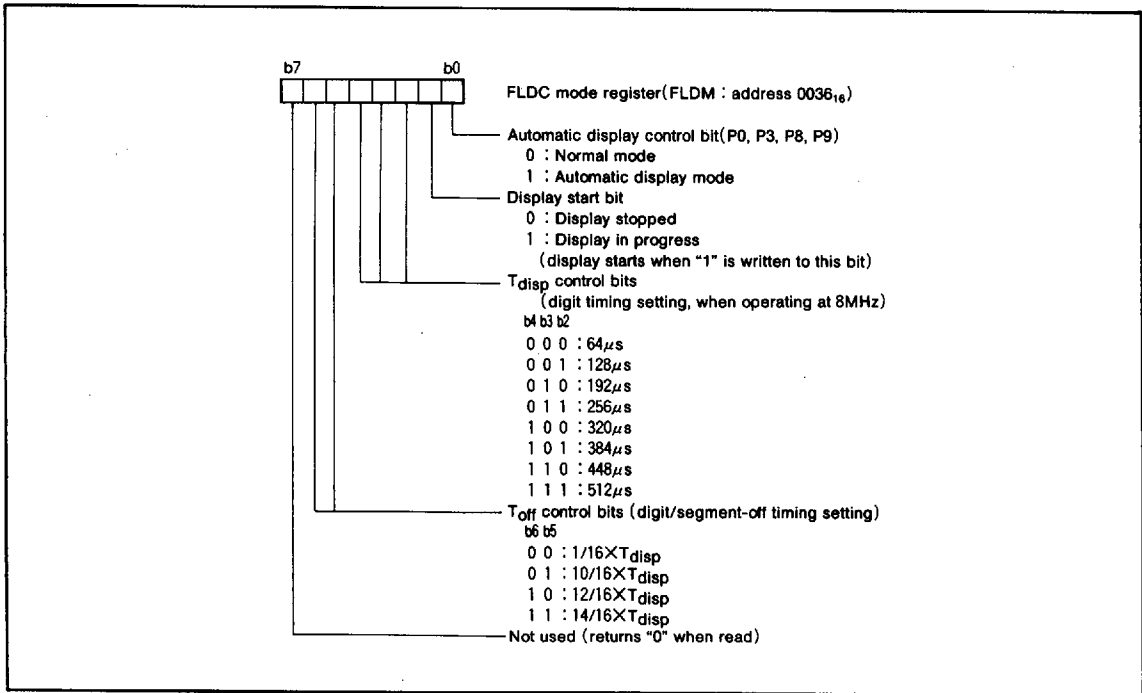 b7 b0
FLDC mode register(FLDM : address 0036₁₆)
Automatic display control bit(P0, P3, P8, P9)
0 : Normal mode
1 : Automatic display mode
Display start bit
0 : Display stopped
1 : Display in progress
(display starts when “1” is written to this bit)
Tdisp control bits
(digit timing setting, when operating at 8MHz)
b4 b3 b2
0 0 0 : 64μs
0 0 1 : 128μs
0 1 0 : 192μs
0 1 1 : 256μs
1 0 0 : 320μs
1 0 1 : 384μs
1 1 0 : 448μs
1 1 1 : 512μs
Toff control bits (digit/segment-off timing setting)
b6 b5
0 0 : 1/16×Tdisp
0 1 : 10/16×Tdisp
1 0 : 12/16×Tdisp
1 1 : 14/16×Tdisp
Not used (returns “0” when read)